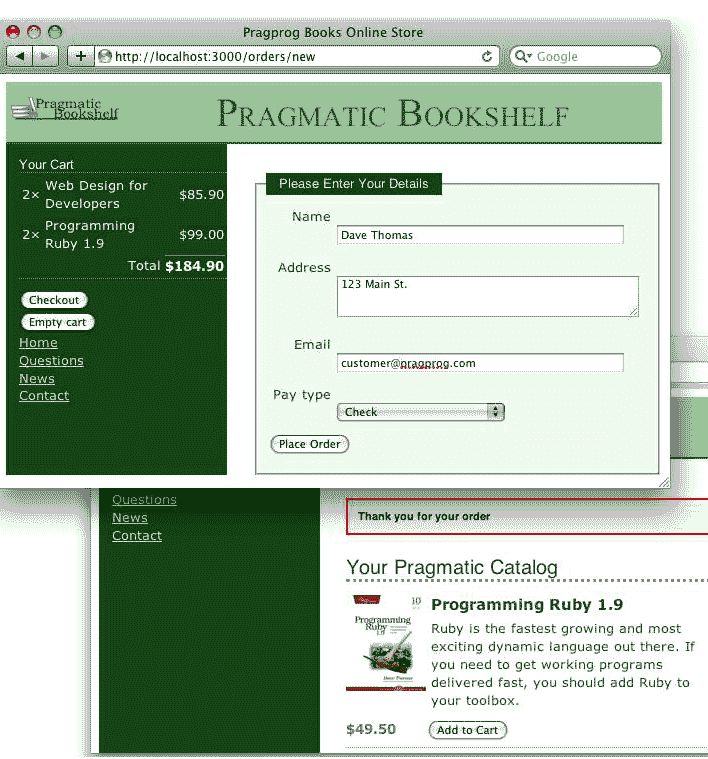 Pragprog Books Online Store
http://localhost:3000/orders/new
Google
Pragmatic
Bookshelf
PRAGMATIC BOOKSHELF
Your Cart
2× Web Design for $85.90
Developers
2× Programming $99.00
Ruby 1.9
Total $184.90
Checkout
Empty cart
Home
Questions
News
Contact
Please Enter Your Details
Name
Dave Thomas
Address
123 Main St.
Email
customer@pragprog.com
Pay type
Check
Place Order
Questions
News
Contact
Thank you for your order
Your Pragmatic Catalog
Programming
Ruby
1.9
Programming Ruby 1.9
Ruby is the fastest growing and most
exciting dynamic language out there. If
you need to get working programs
delivered fast, you should add Ruby to
your toolbox.
$49.50
Add to Cart